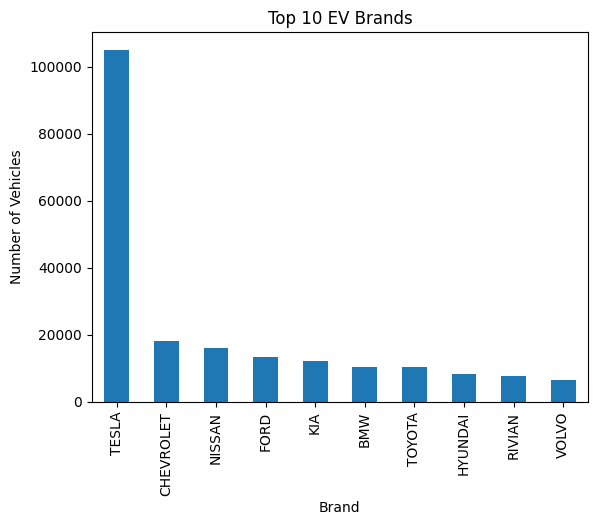 Top 10 EV Brands
Number of Vehicles
100000
80000
60000
40000
20000
0
TESLA
CHEVROLET
NISSAN
FORD
KIA
BMW
TOYOTA
HYUNDAI
RIVIAN
VOLVO
Brand